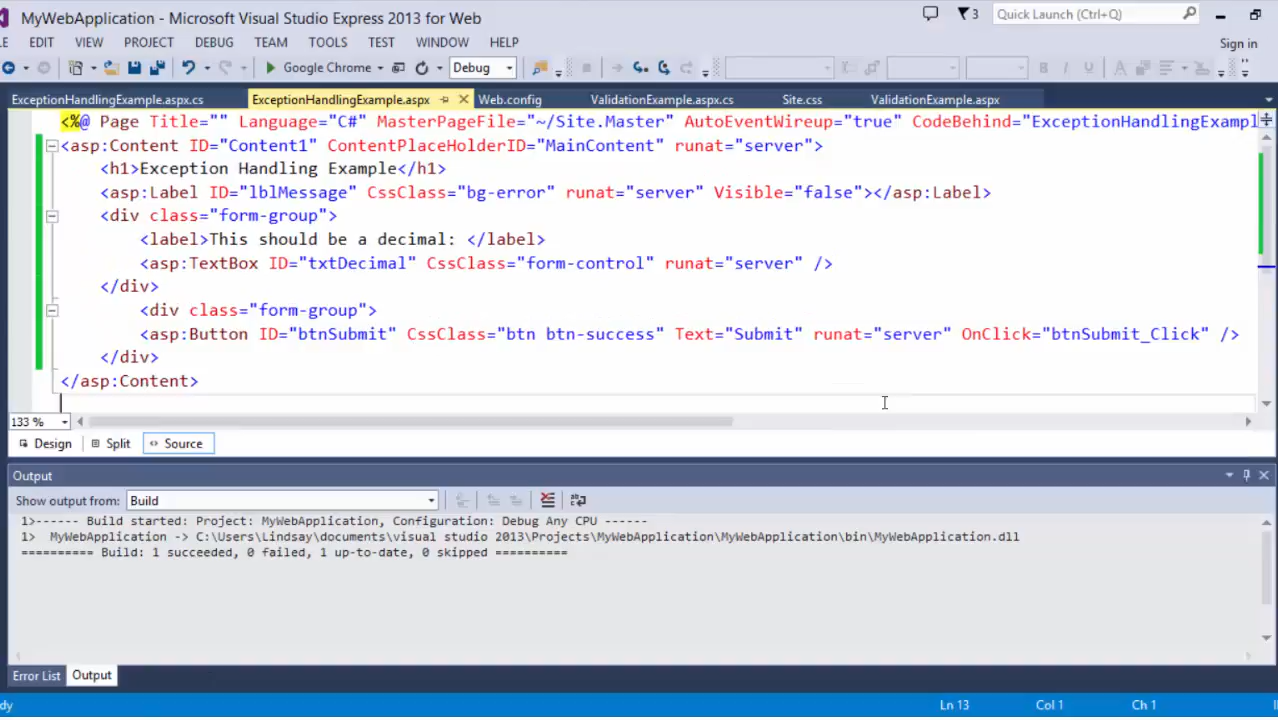 MyWebApplication - Microsoft Visual Studio Express 2013 for Web
3
Quick Launch (Ctrl+Q)
LE EDIT VIEW PROJECT DEBUG TEAM TOOLS TEST WINDOW HELP
Sign in
Google Chrome
Debug
B I U A
ExceptionHandlingExample.aspx.cs ExceptionHandlingExample.aspx Web.config ValidationExample.aspx.cs Site.css ValidationExample.aspx
<%@ Page Title="" Language="C#" MasterPageFile="~/Site.Master" AutoEventWireup="true" CodeBehind="ExceptionHandlingExampl
<asp:Content ID="Content1" ContentPlaceHolderID="MainContent" runat="server">
<h1>Exception Handling Example</h1>
<asp:Label ID="lblMessage" CssClass="bg-error" runat="server" Visible="false"></asp:Label>
<div class="form-group">
<label>This should be a decimal: </label>
<asp:TextBox ID="txtDecimal" CssClass="form-control" runat="server" />
</div>
<div class="form-group">
<asp:Button ID="btnSubmit" CssClass="btn btn-success" Text="Submit" runat="server" OnClick="btnSubmit_Click" />
</div>
</asp:Content>
133 %
Design Split Source
Output
Show output from: Build
1>------ Build started: Project: MyWebApplication, Configuration: Debug Any CPU ------
1> MyWebApplication -> C:\Users\Lindsay\documents\visual studio 2013\Projects\MyWebApplication\MyWebApplication\bin\MyWebApplication.dll
========== Build: 1 succeeded, 0 failed, 1 up-to-date, 0 skipped ==========
Error List Output
dy Ln 13 Col 1 Ch 1